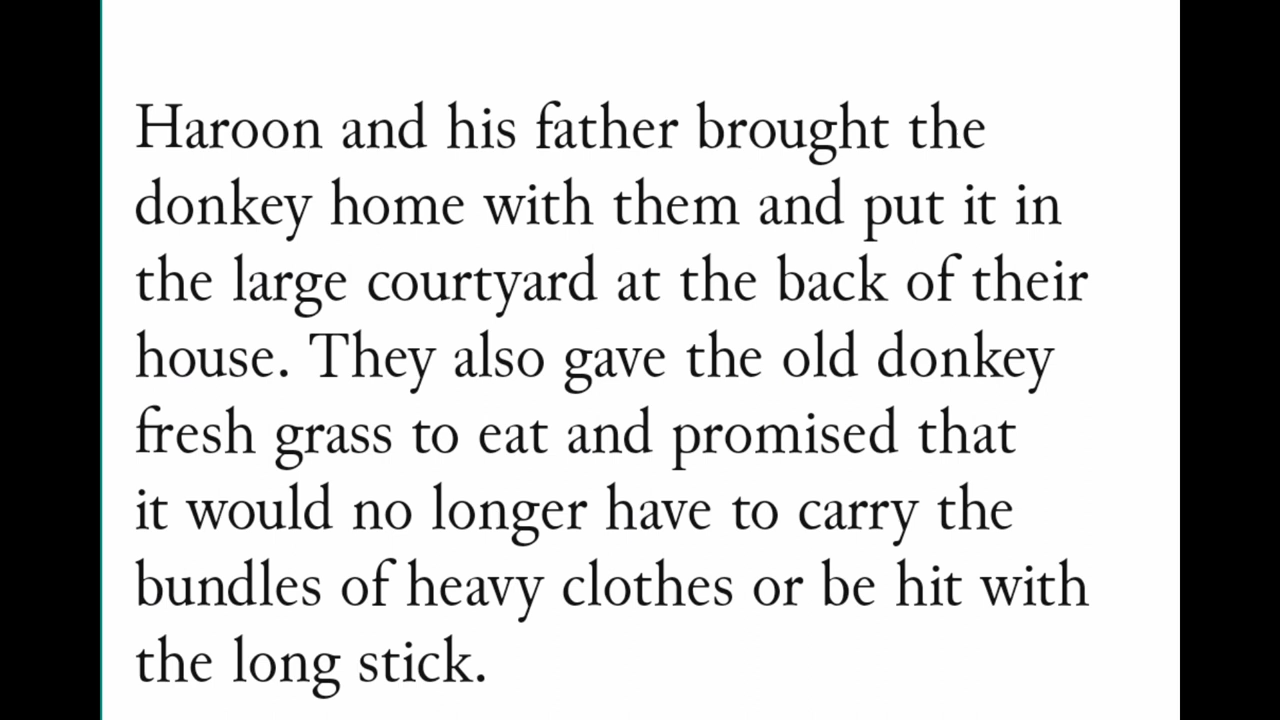 Haroon and his father brought the
donkey home with them and put it in
the large courtyard at the back of their
house. They also gave the old donkey
fresh grass to eat and promised that
it would no longer have to carry the
bundles of heavy clothes or be hit with
the long stick.